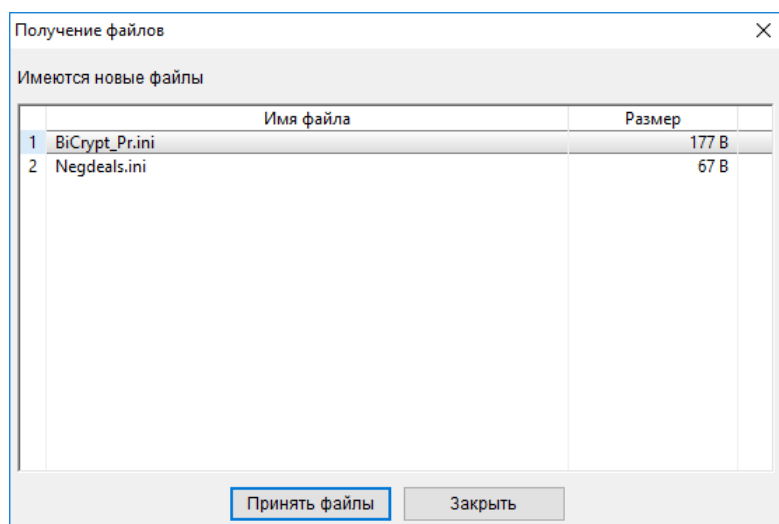 Получение файлов
Имеются новые файлы
Имя файла Размер
1 BiCrypt_Pr.ini 177 B
2 Negdeals.ini 67 B
Принять файлы Закрыть